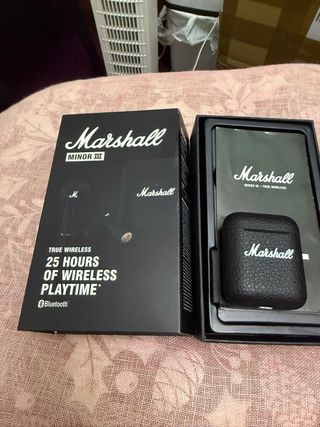 Marshall
MINOR III
Marshall
TRUE WIRELESS
25 HOURS
OF WIRELESS
PLAYTIME*
Bluetooth®
Marshall
MINOR III • TRUE WIRELESS
Marshall